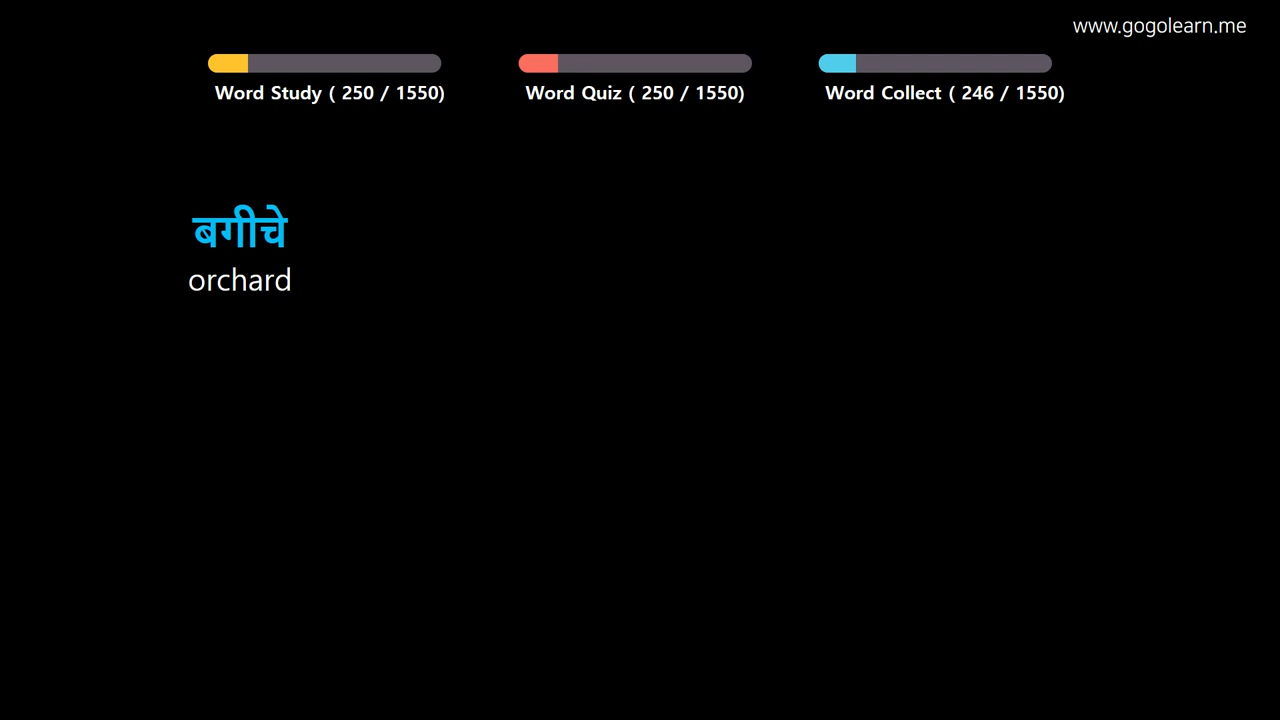 www.gogolearn.me
Word Study ( 250 / 1550)
Word Quiz ( 250 / 1550)
Word Collect ( 246 / 1550)
बगीचे
orchard